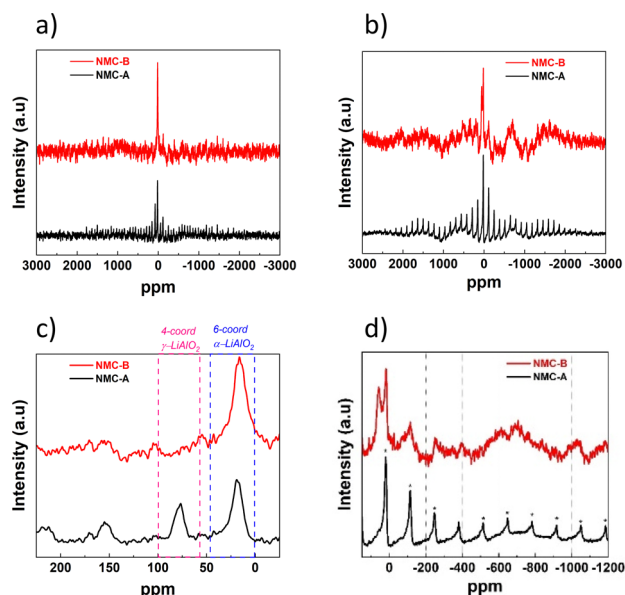 a)
NMC-B
NMC-A
Intensity (a.u)
3000 2000 1000 0 -1000 -2000 -3000
ppm
b)
NMC-B
NMC-A
Intensity (a.u)
3000 2000 1000 0 -1000 -2000 -3000
ppm
c)
4-coord
γ-LiAlO2
6-coord
α-LiAlO2
NMC-B
NMC-A
Intensity (a.u)
225 200 150 100 50 0
ppm
d)
NMC-B
NMC-A
Intensity (a.u)
* * * * * * * * *
0 -200 -400 -600 -800 -1000 -1200
ppm